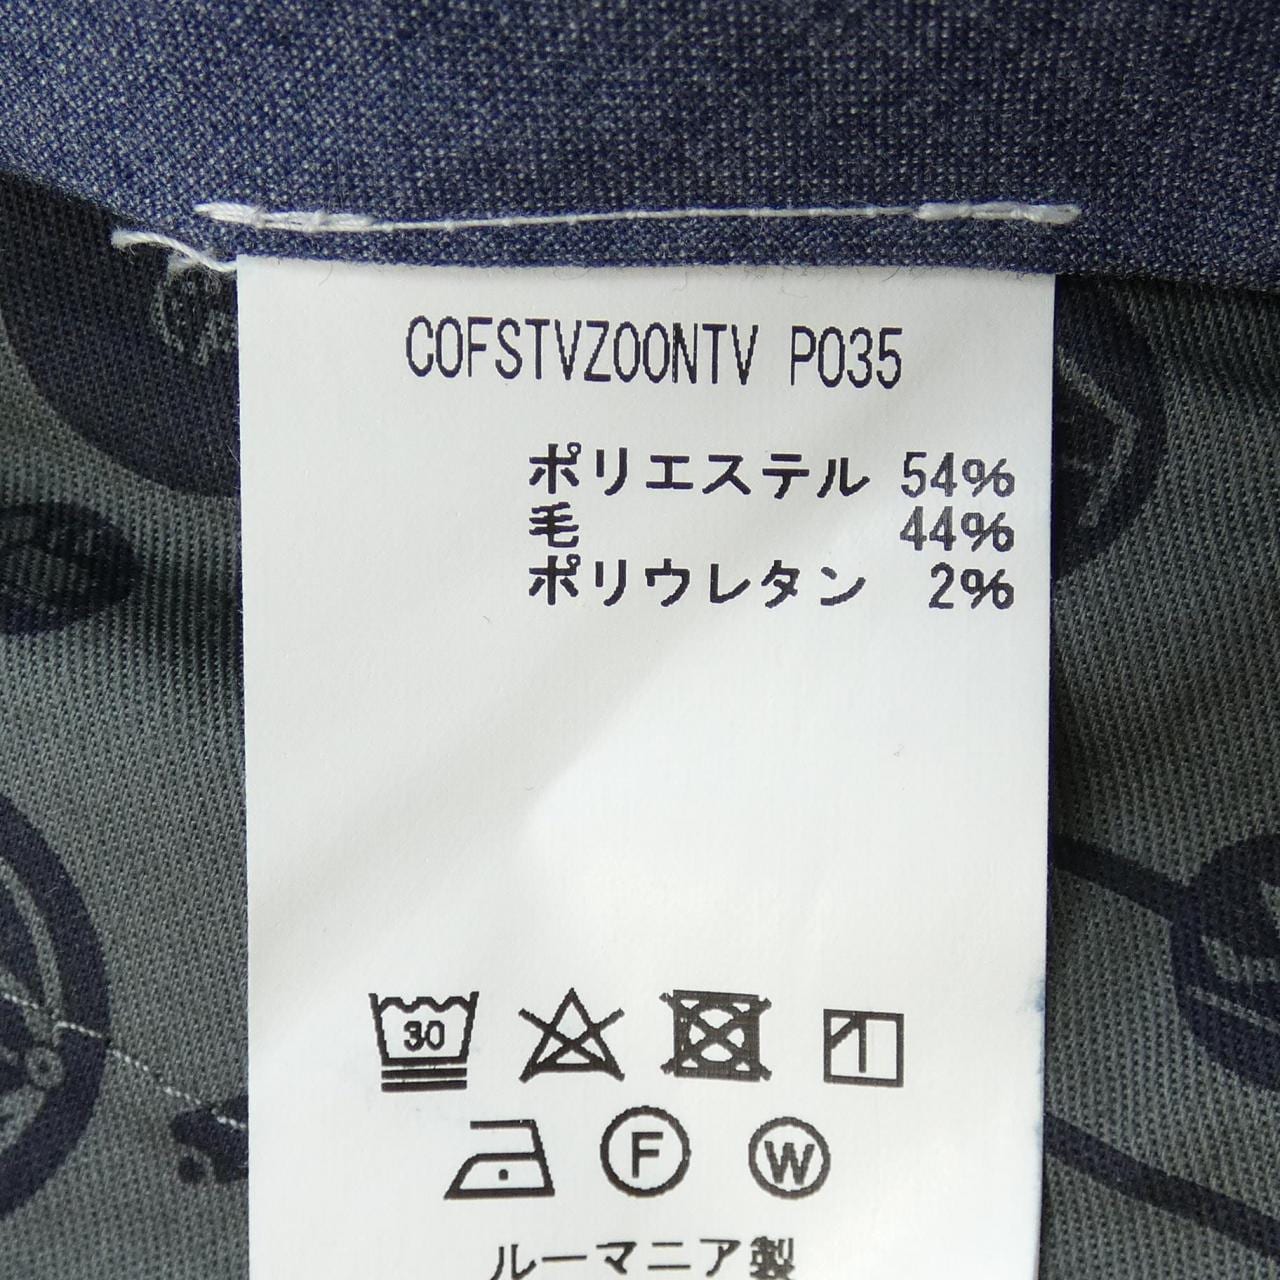 COFSTVZOONTV PO35
ポリエステル 54%
毛 44%
ポリウレタン 2%
30
F W
ルーマニア製